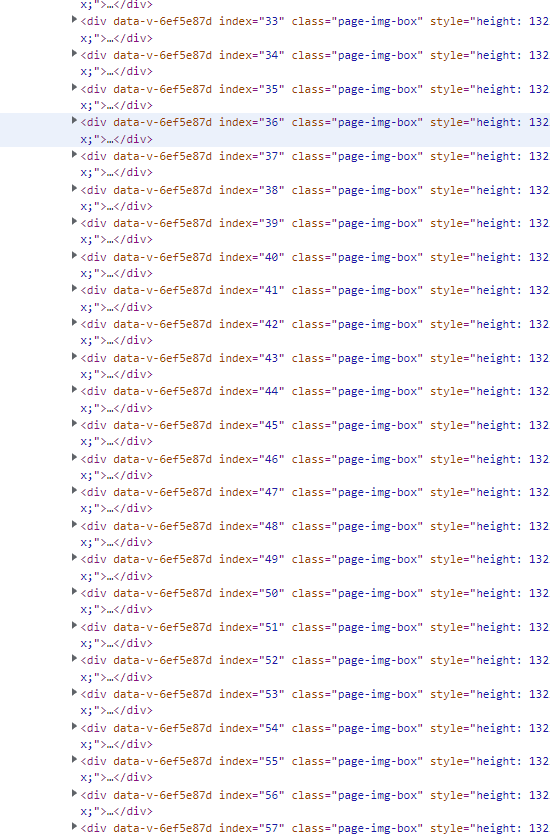 x;">…</div>
<div data-v-6ef5e87d index="33" class="page-img-box" style="height: 132
x;">…</div>
<div data-v-6ef5e87d index="34" class="page-img-box" style="height: 132
x;">…</div>
<div data-v-6ef5e87d index="35" class="page-img-box" style="height: 132
x;">…</div>
<div data-v-6ef5e87d index="36" class="page-img-box" style="height: 132
x;">…</div>
<div data-v-6ef5e87d index="37" class="page-img-box" style="height: 132
x;">…</div>
<div data-v-6ef5e87d index="38" class="page-img-box" style="height: 132
x;">…</div>
<div data-v-6ef5e87d index="39" class="page-img-box" style="height: 132
x;">…</div>
<div data-v-6ef5e87d index="40" class="page-img-box" style="height: 132
x;">…</div>
<div data-v-6ef5e87d index="41" class="page-img-box" style="height: 132
x;">…</div>
<div data-v-6ef5e87d index="42" class="page-img-box" style="height: 132
x;">…</div>
<div data-v-6ef5e87d index="43" class="page-img-box" style="height: 132
x;">…</div>
<div data-v-6ef5e87d index="44" class="page-img-box" style="height: 132
x;">…</div>
<div data-v-6ef5e87d index="45" class="page-img-box" style="height: 132
x;">…</div>
<div data-v-6ef5e87d index="46" class="page-img-box" style="height: 132
x;">…</div>
<div data-v-6ef5e87d index="47" class="page-img-box" style="height: 132
x;">…</div>
<div data-v-6ef5e87d index="48" class="page-img-box" style="height: 132
x;">…</div>
<div data-v-6ef5e87d index="49" class="page-img-box" style="height: 132
x;">…</div>
<div data-v-6ef5e87d index="50" class="page-img-box" style="height: 132
x;">…</div>
<div data-v-6ef5e87d index="51" class="page-img-box" style="height: 132
x;">…</div>
<div data-v-6ef5e87d index="52" class="page-img-box" style="height: 132
x;">…</div>
<div data-v-6ef5e87d index="53" class="page-img-box" style="height: 132
x;">…</div>
<div data-v-6ef5e87d index="54" class="page-img-box" style="height: 132
x;">…</div>
<div data-v-6ef5e87d index="55" class="page-img-box" style="height: 132
x;">…</div>
<div data-v-6ef5e87d index="56" class="page-img-box" style="height: 132
x;">…</div>
<div data-v-6ef5e87d index="57" class="page-img-box" style="height: 132